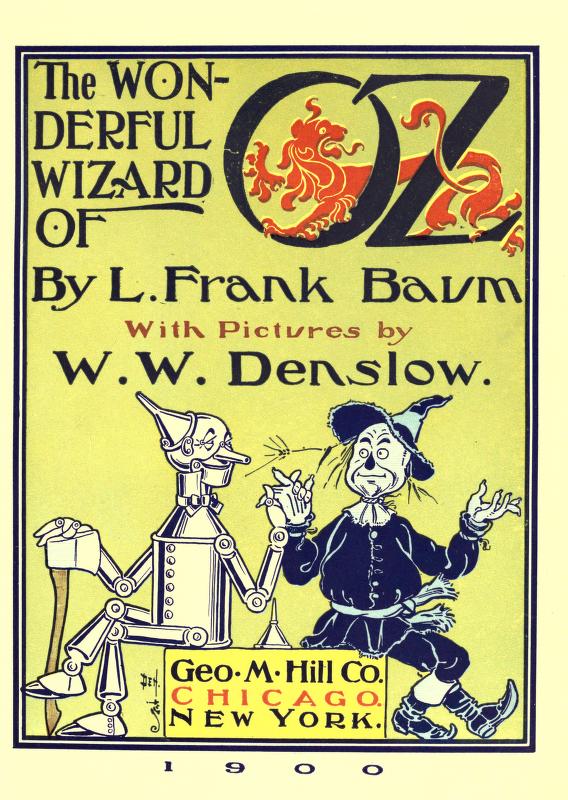 The WON-
DERFUL
WIZARD
OF
OZ
By L. Frank Baum
With Pictures by
W. W. Denslow.
Geo. M. Hill Co.
CHICAGO.
NEW YORK.
DEN
1900